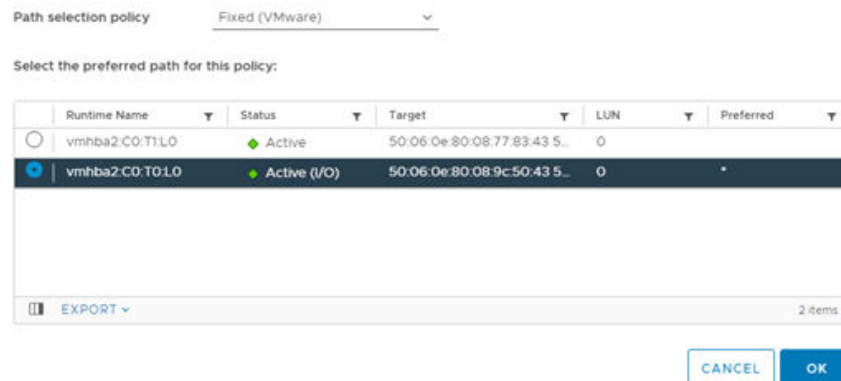 Path selection policy Fixed (VMware)
Select the preferred path for this policy:
Runtime Name Status Target LUN Preferred
vmhba2:C0:T1:L0 Active 50:06:0e:80:08:77:83:43 5... 0
vmhba2:C0:T0:L0 Active (I/O) 50:06:0e:80:08:9c:50:43 5... 0 *
EXPORT 2 items
CANCEL OK